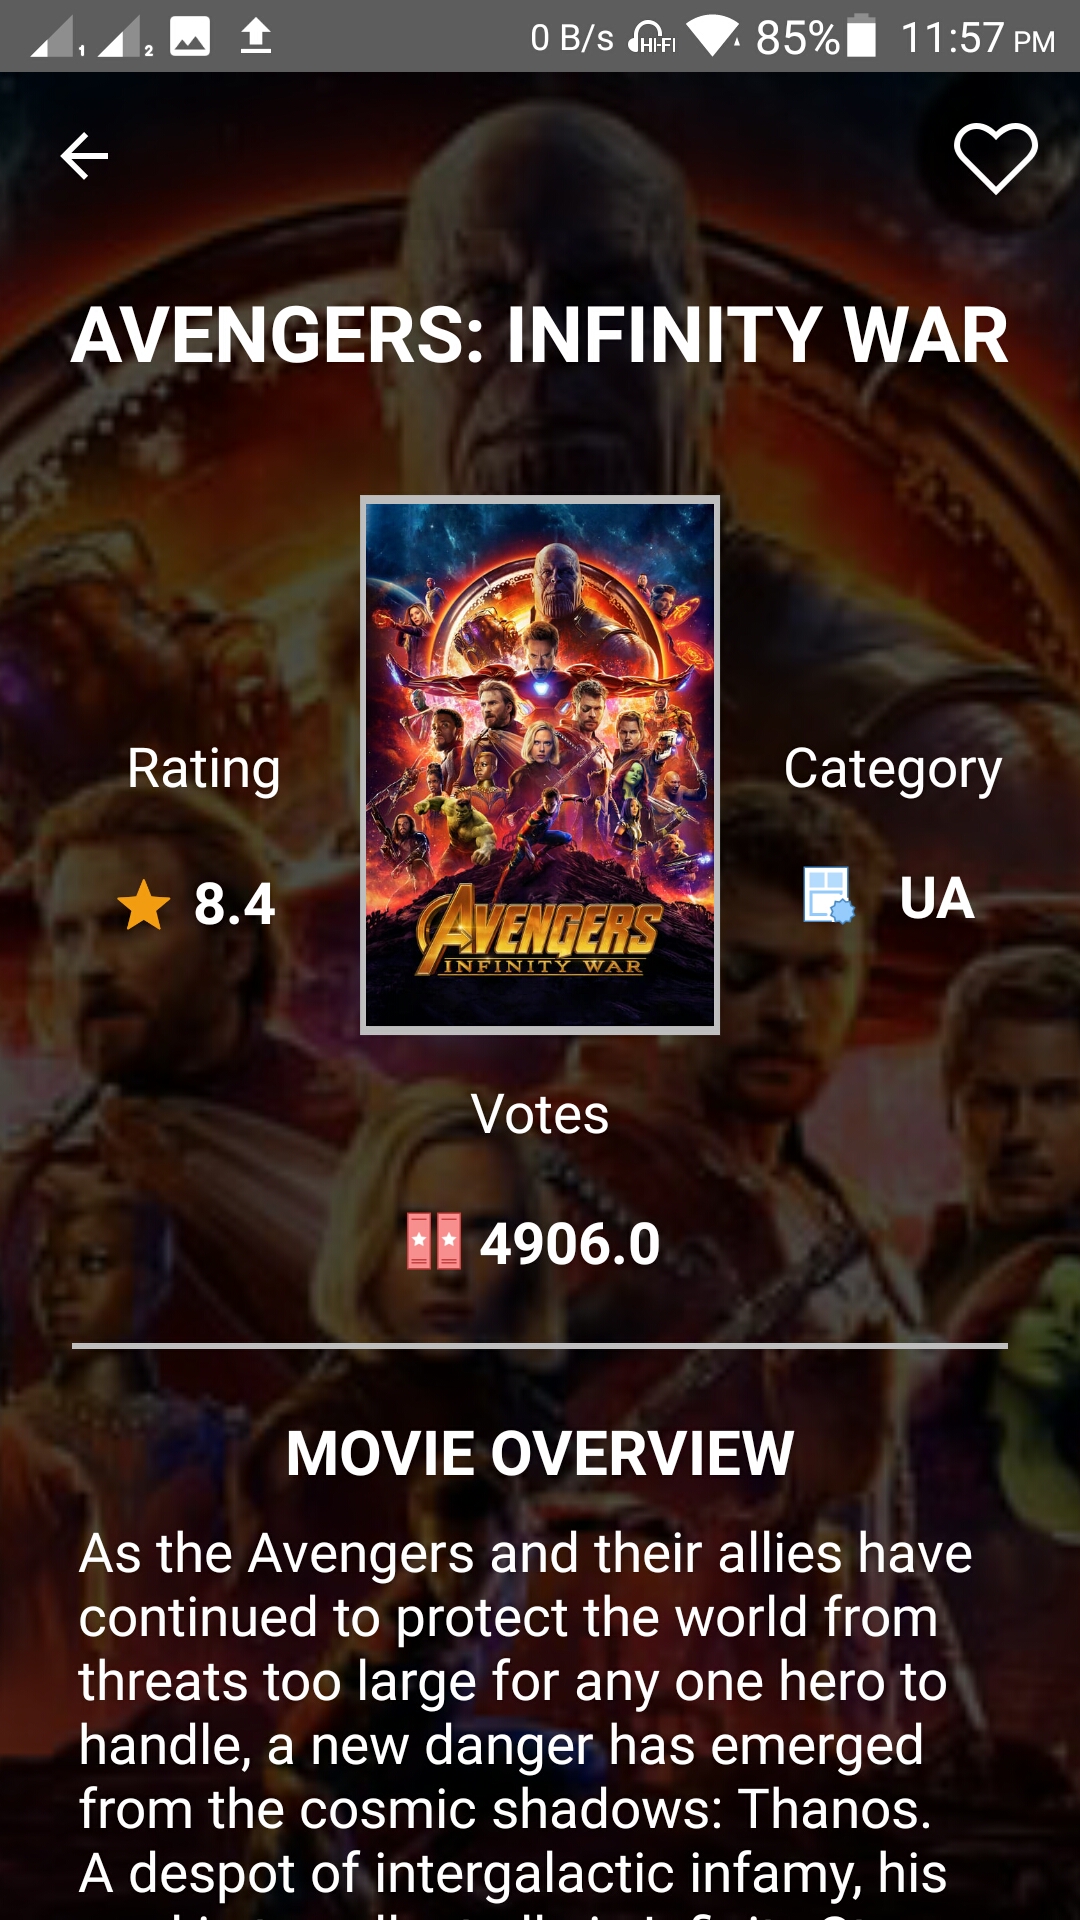 1 2 0 B/s HI-FI 85% 11:57 PM
AVENGERS: INFINITY WAR
Rating
Category
8.4
UA
AVENGERS
INFINITY WAR
Votes
4906.0
MOVIE OVERVIEW
As the Avengers and their allies have
continued to protect the world from
threats too large for any one hero to
handle, a new danger has emerged
from the cosmic shadows: Thanos.
A despot of intergalactic infamy, his